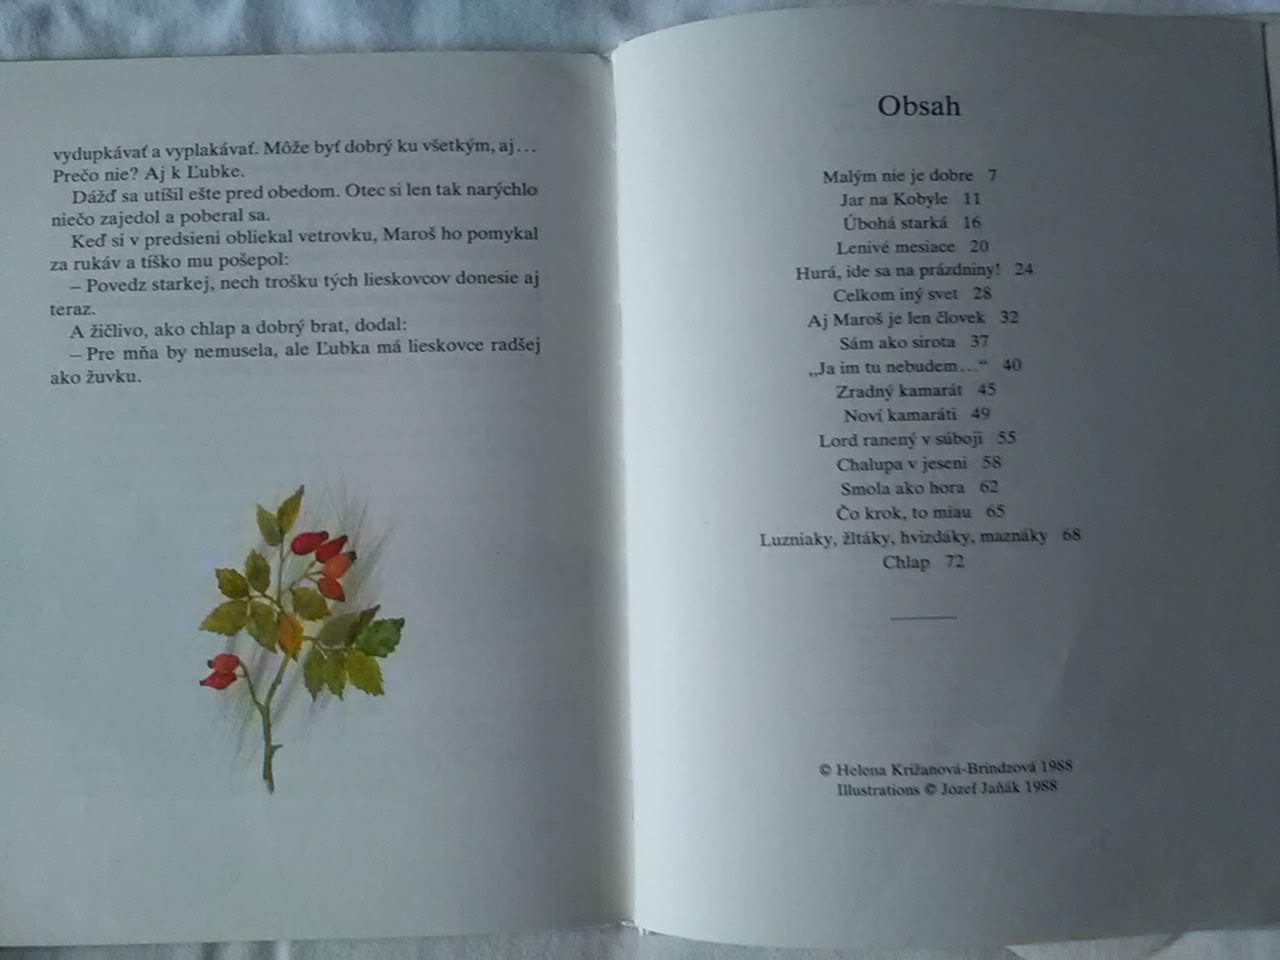 vydupkávať a vyplakávať. Môže byť dobrý ku všetkým, aj...
Prečo nie? Aj k Ľubke.
Dážď sa utíšil ešte pred obedom. Otec si len tak narýchlo
niečo zajedol a poberal sa.
Keď si v predsieni obliekal vetrovku, Maroš ho pomykal
za rukáv a tíško mu pošepol:
– Povedz starkej, nech trošku tých lieskovcov donesie aj
teraz.
A žičlivo, ako chlap a dobrý brat, dodal:
– Pre mňa by nemusela, ale Ľubka má lieskovce radšej
ako žuvku.
Obsah
Malým nie je dobre 7
Jar na Kobyle 11
Úbohá starká 16
Lenivé mesiace 20
Hurá, ide sa na prázdniny! 24
Celkom iný svet 28
Aj Maroš je len človek 32
Sám ako sirota 37
„Ja im tu nebudem...“ 40
Zradný kamarát 45
Noví kamaráti 49
Lord ranený v súboji 55
Chalupa v jeseni 58
Smola ako hora 62
Čo krok, to miau 65
Luzniaky, žltáky, hvizdáky, maznáky 68
Chlap 72
© Helena Križanová-Brindzová 1988
Illustrations © Jozef Jaňák 1988